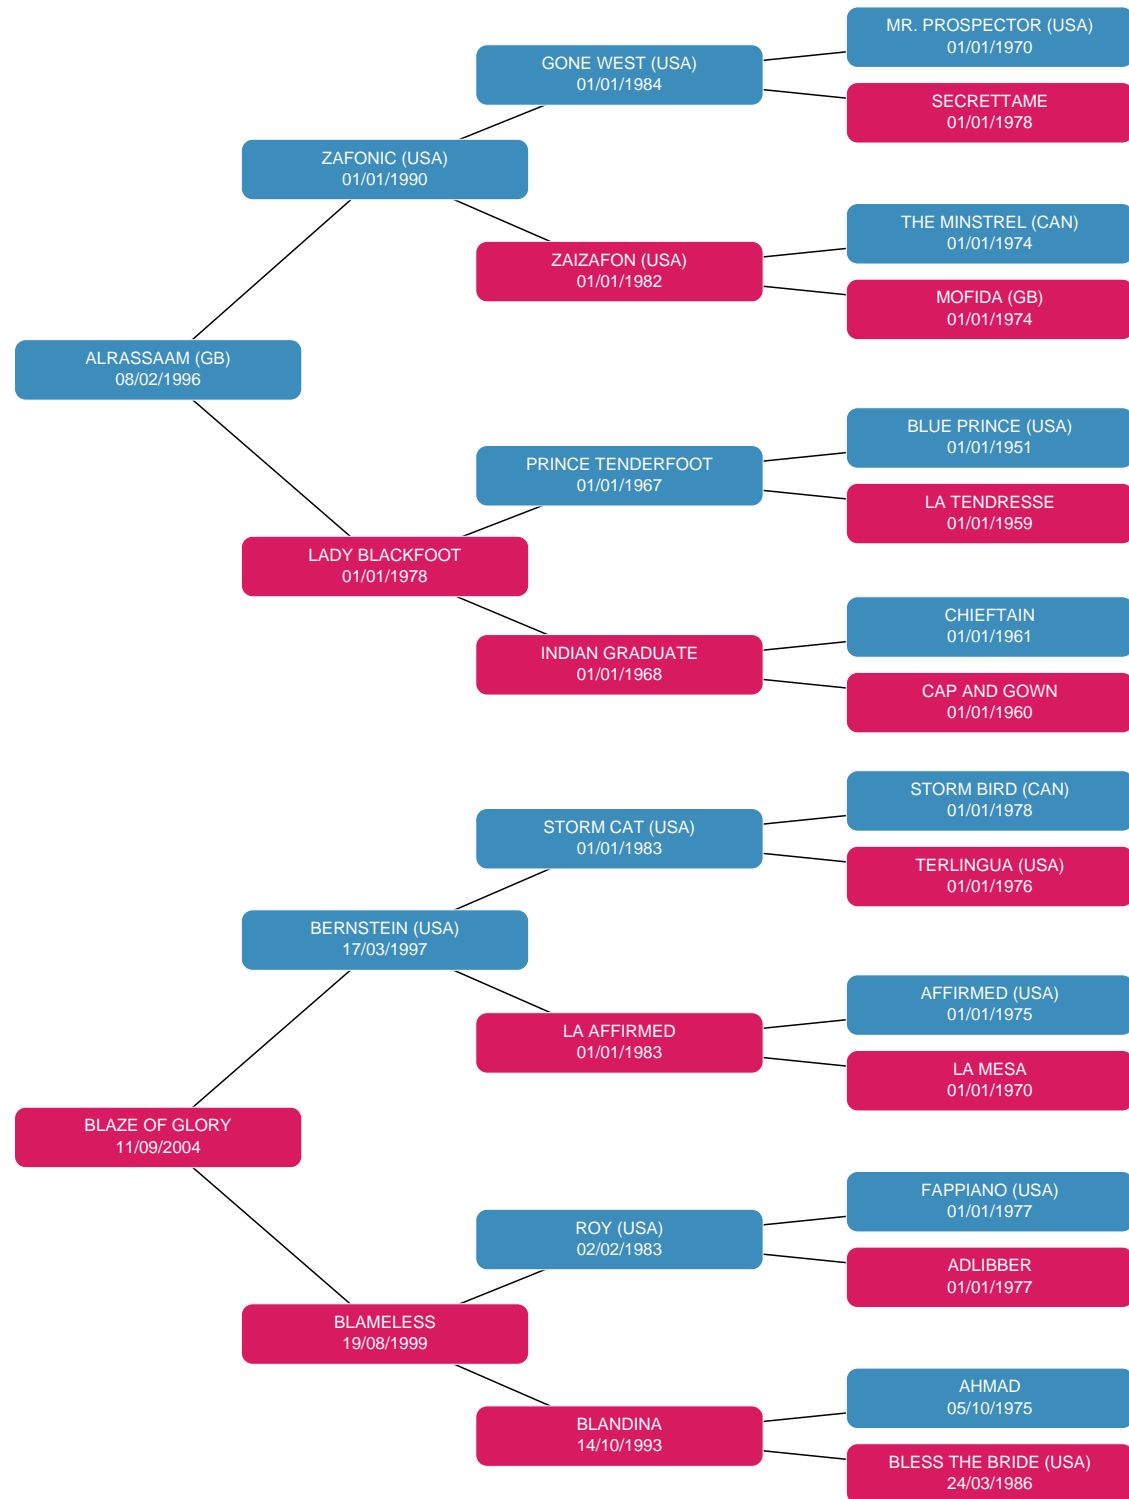 MR. PROSPECTOR (USA)
01/01/1970
GONE WEST (USA)
01/01/1984
SECRETTAME
01/01/1978
ZAFONIC (USA)
01/01/1990
THE MINSTREL (CAN)
01/01/1974
ZAIZAFON (USA)
01/01/1982
MOFIDA (GB)
01/01/1974
ALRASSAAM (GB)
08/02/1996
BLUE PRINCE (USA)
01/01/1951
PRINCE TENDERFOOT
01/01/1967
LA TENDRESSE
01/01/1959
LADY BLACKFOOT
01/01/1978
CHIEFTAIN
01/01/1961
INDIAN GRADUATE
01/01/1968
CAP AND GOWN
01/01/1960
STORM BIRD (CAN)
01/01/1978
STORM CAT (USA)
01/01/1983
TERLINGUA (USA)
01/01/1976
BERNSTEIN (USA)
17/03/1997
AFFIRMED (USA)
01/01/1975
LA AFFIRMED
01/01/1983
LA MESA
01/01/1970
BLAZE OF GLORY
11/09/2004
FAPPIANO (USA)
01/01/1977
ROY (USA)
02/02/1983
ADLIBBER
01/01/1977
BLAMELESS
19/08/1999
AHMAD
05/10/1975
BLANDINA
14/10/1993
BLESS THE BRIDE (USA)
24/03/1986